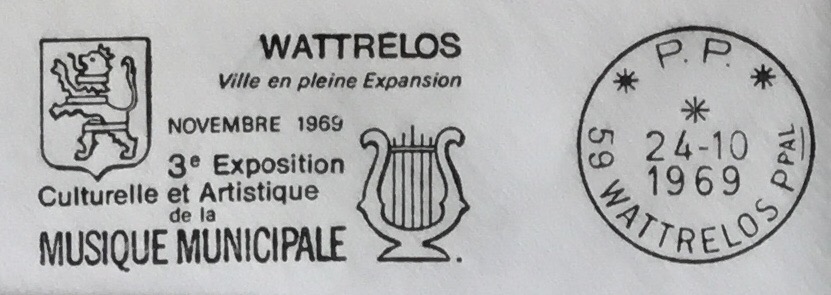 WATTRELOS
Ville en pleine Expansion
NOVEMBRE 1969
3e Exposition
Culturelle et Artistique
de la
MUSIQUE MUNICIPALE
P.P.
24-10
1969
59 WATTRELOS PPAL